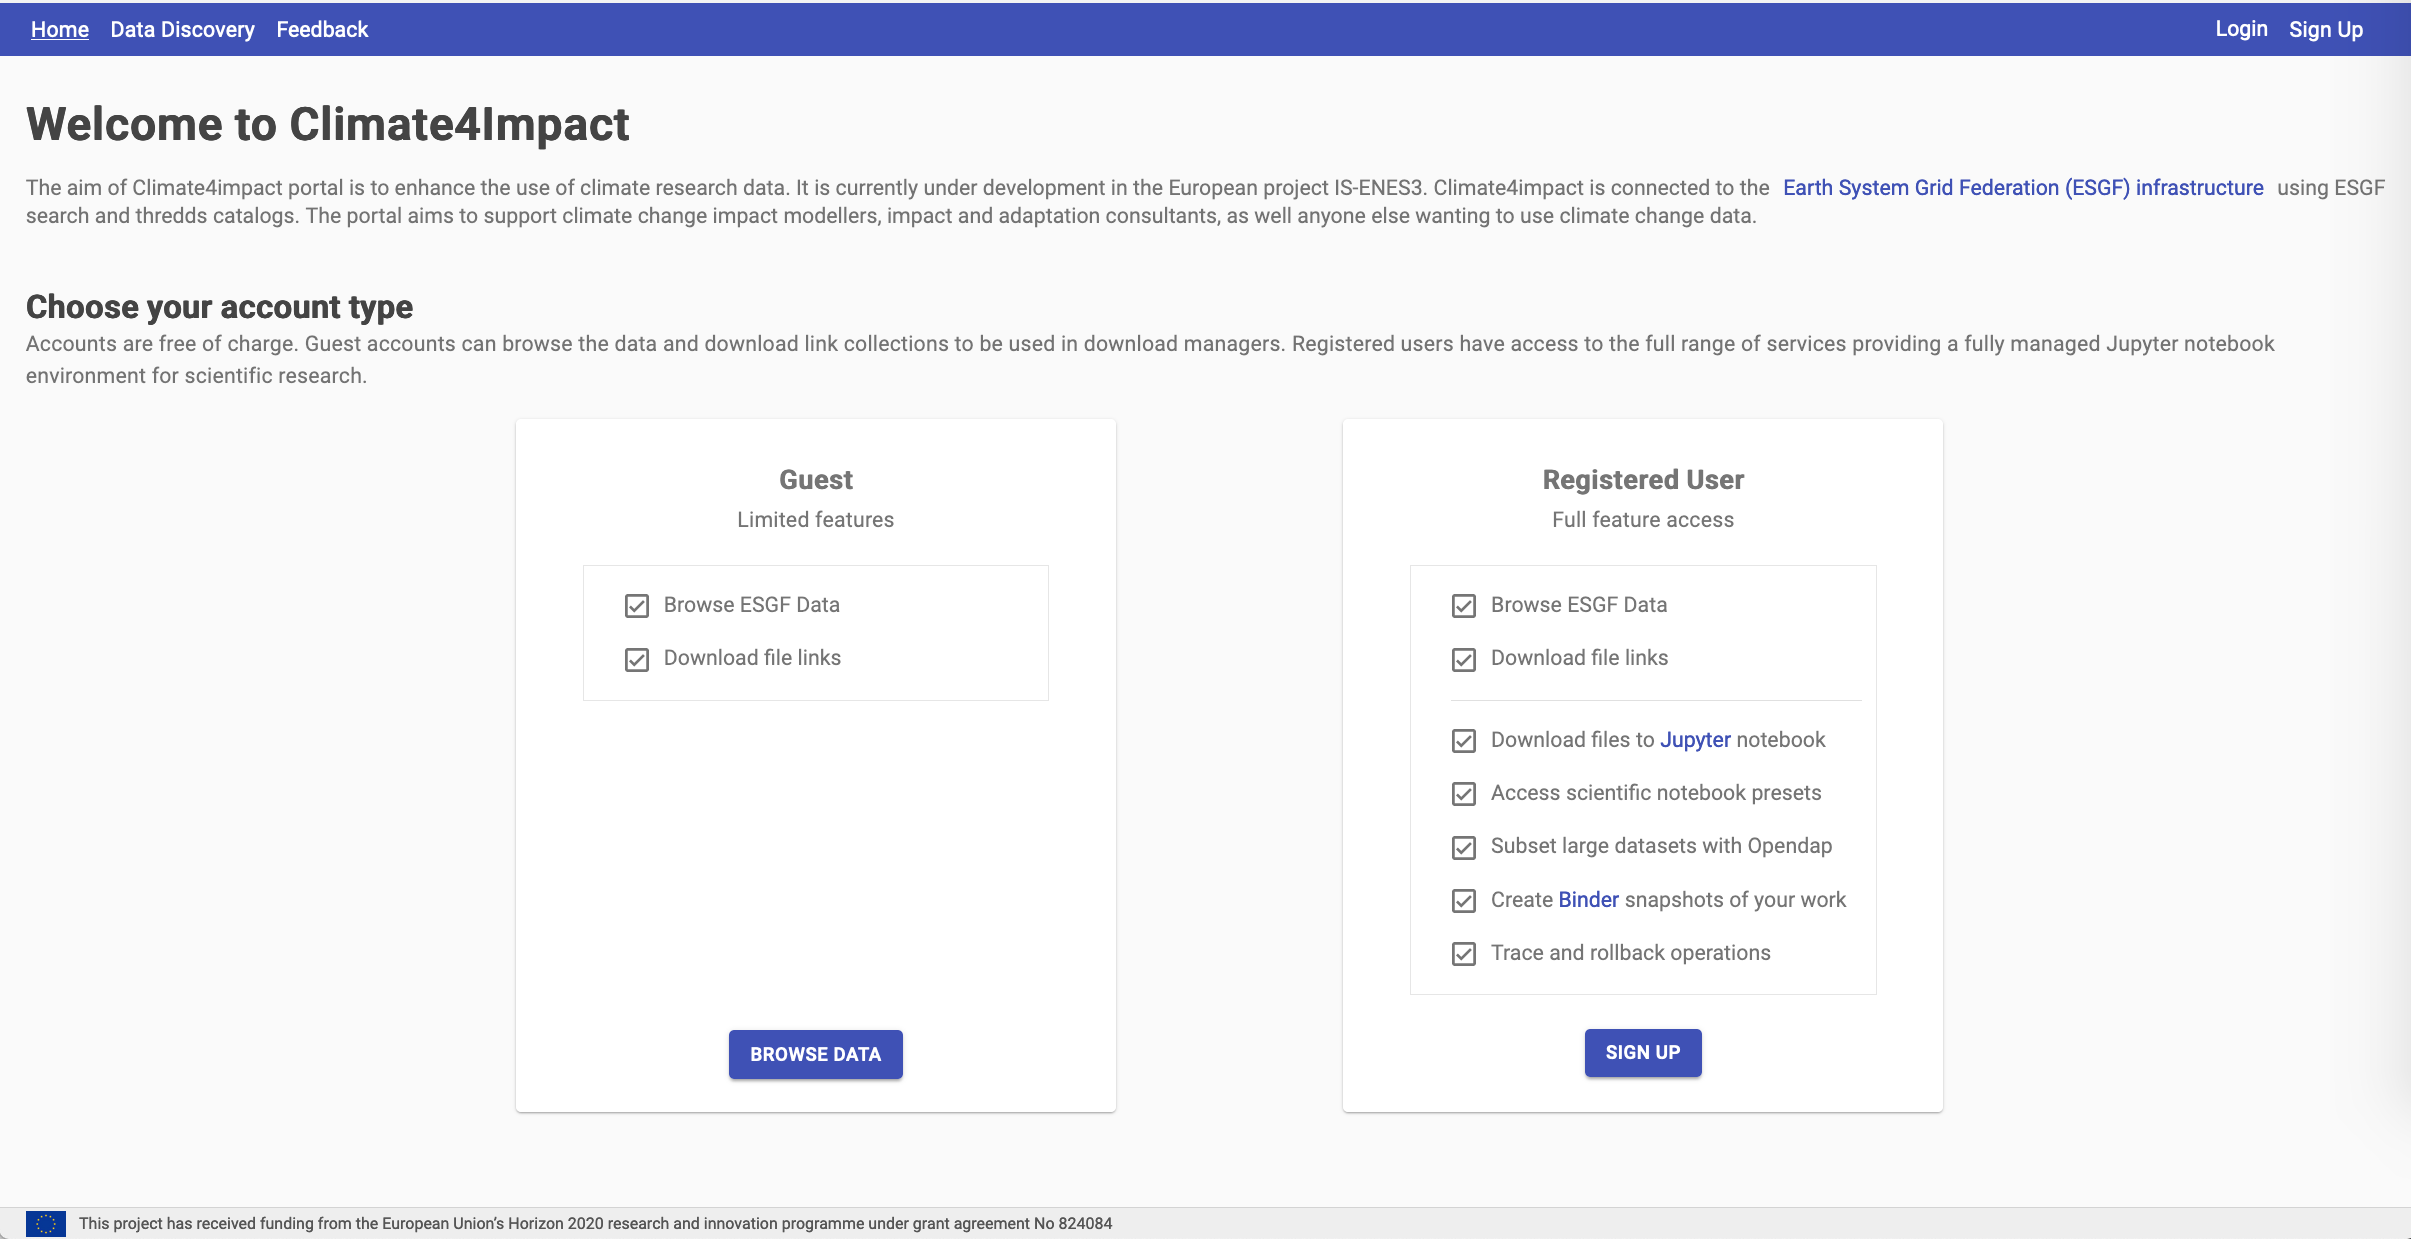 Home Data Discovery Feedback Login Sign Up
Welcome to Climate4Impact
The aim of Climate4impact portal is to enhance the use of climate research data. It is currently under development in the European project IS-ENES3. Climate4impact is connected to the Earth System Grid Federation (ESGF) infrastructure using ESGF
search and thredds catalogs. The portal aims to support climate change impact modellers, impact and adaptation consultants, as well anyone else wanting to use climate change data.
Choose your account type
Accounts are free of charge. Guest accounts can browse the data and download link collections to be used in download managers. Registered users have access to the full range of services providing a fully managed Jupyter notebook
environment for scientific research.
Guest
Limited features
Browse ESGF Data
Download file links
BROWSE DATA
Registered User
Full feature access
Browse ESGF Data
Download file links
Download files to Jupyter notebook
Access scientific notebook presets
Subset large datasets with Opendap
Create Binder snapshots of your work
Trace and rollback operations
SIGN UP
This project has received funding from the European Union’s Horizon 2020 research and innovation programme under grant agreement No 824084